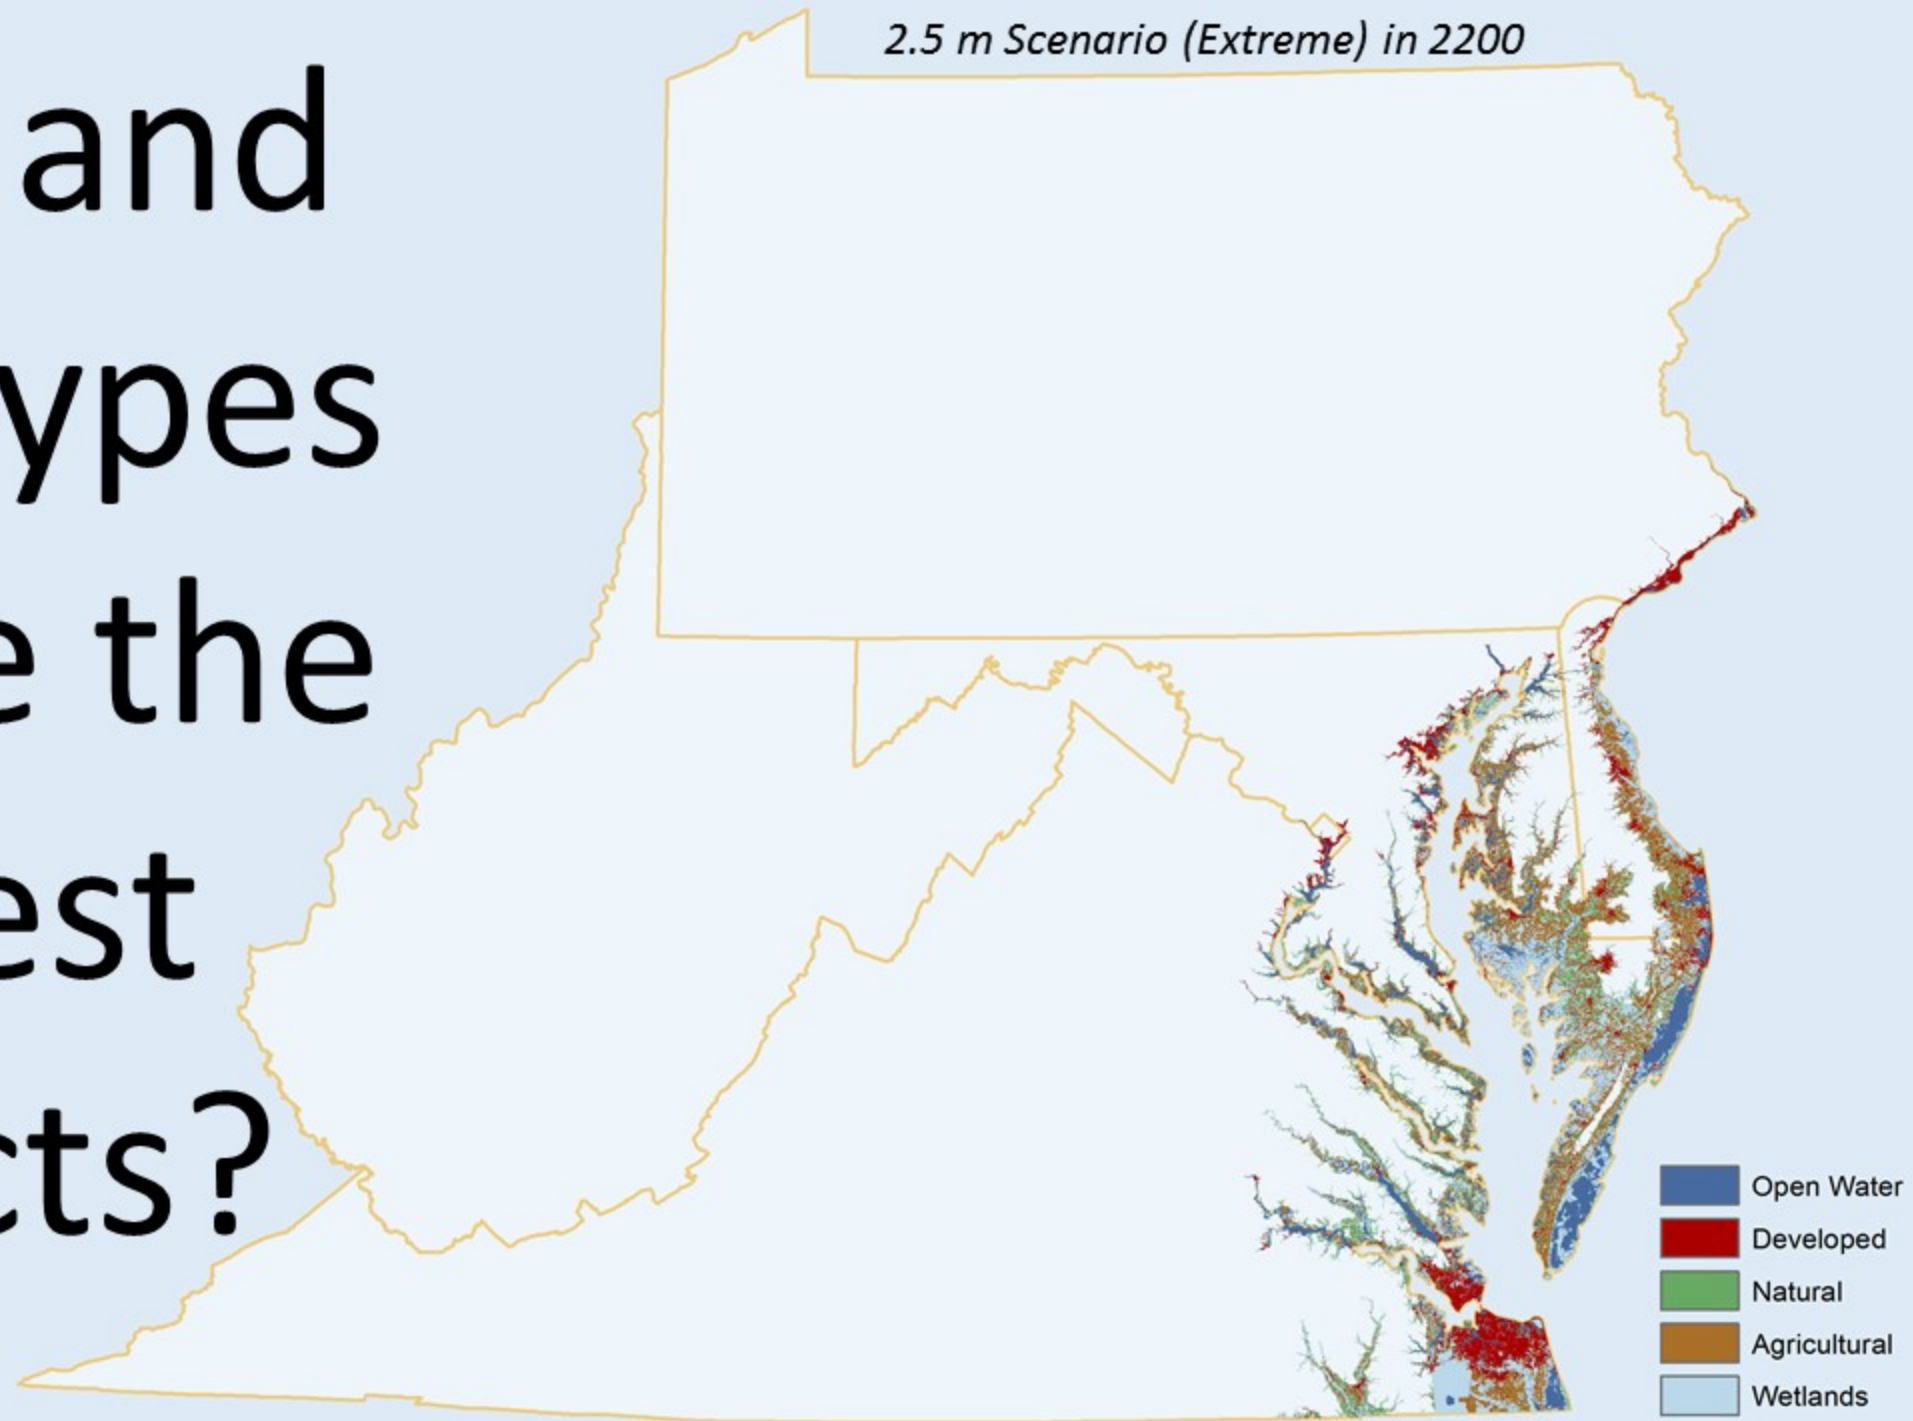 and
ypes
e the
est
cts?
2.5 m Scenario (Extreme) in 2200
Open Water
Developed
Natural
Agricultural
Wetlands